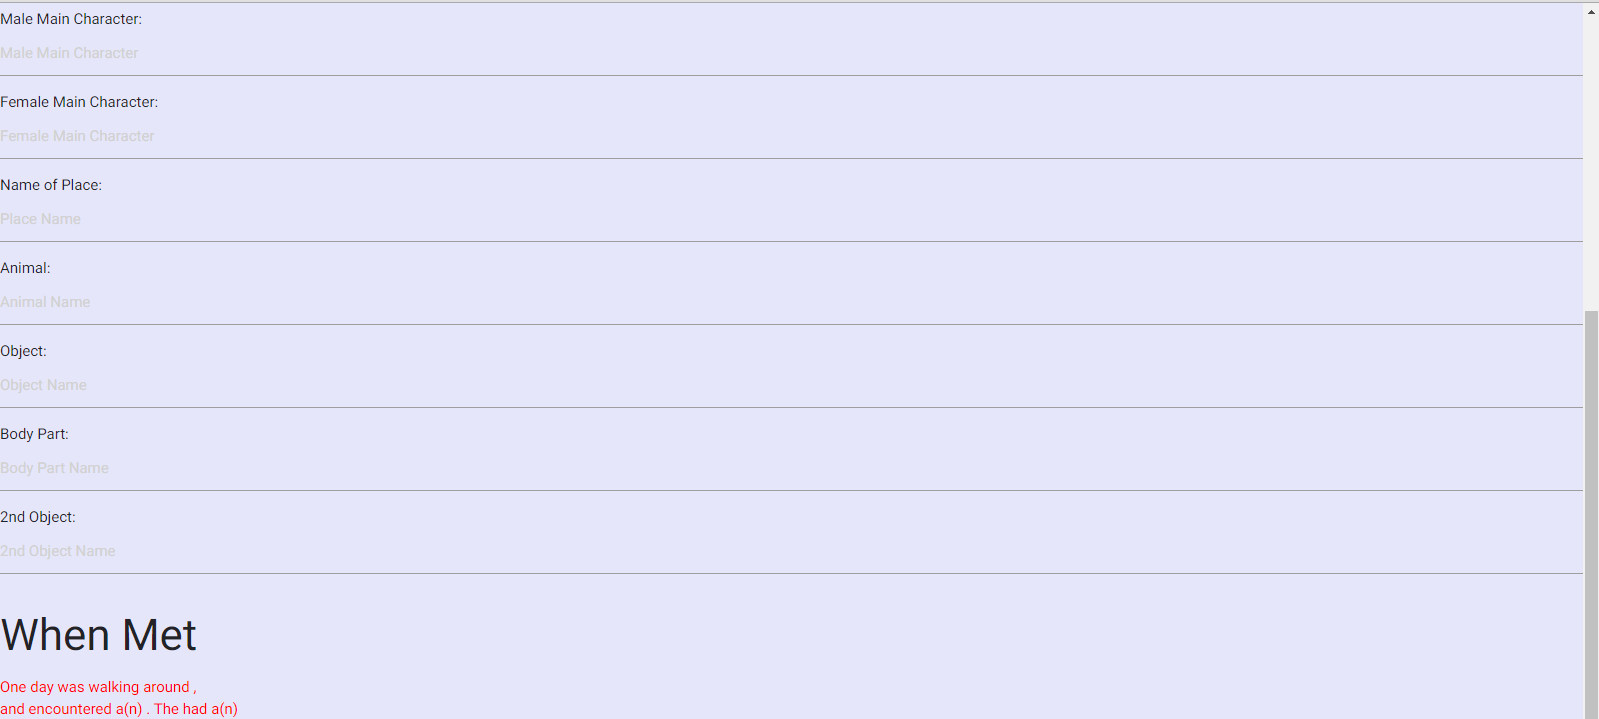 Male Main Character:
Male Main Character
Female Main Character:
Female Main Character
Name of Place:
Place Name
Animal:
Animal Name
Object:
Object Name
Body Part:
Body Part Name
2nd Object:
2nd Object Name
When Met
One day was walking around ,
and encountered a(n) . The had a(n)